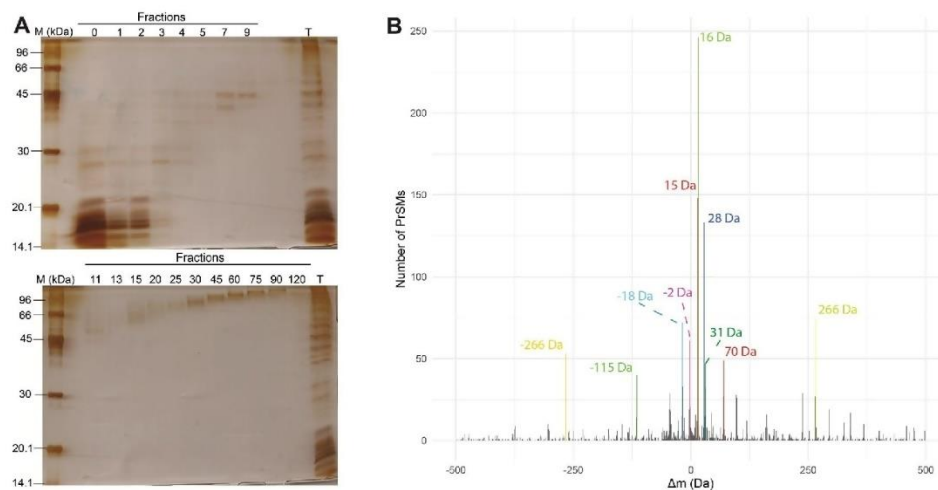 A
Fractions
M (kDa) 0 1 2 3 4 5 7 9 T
96
66
45
30
20.1
14.1
Fractions
M (kDa) 11 13 15 20 25 30 45 60 75 90 120 T
96
66
45
30
20.1
14.1
B
250
200
150
100
50
0
Number of PrSMs
16 Da
15 Da
28 Da
-2 Da
-18 Da
266 Da
31 Da
-266 Da
-115 Da
70 Da
-500 -250 0 250 500
Δm (Da)